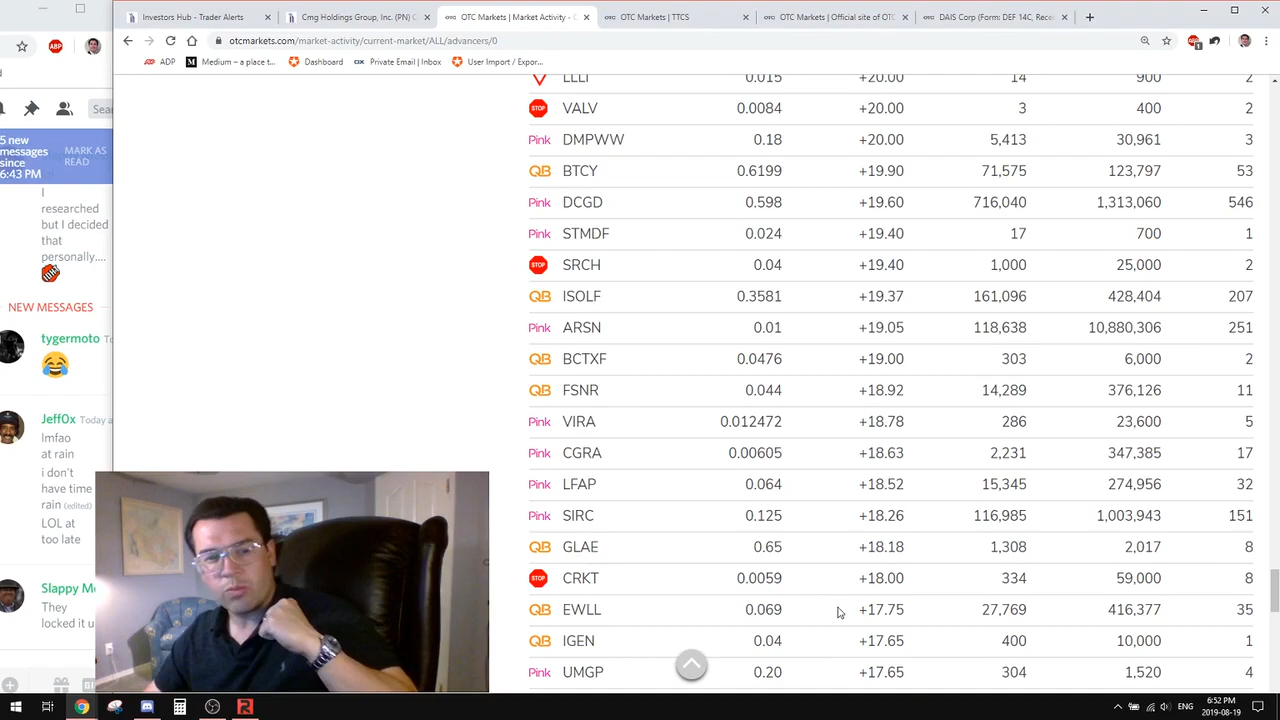 Investors Hub - Trader Alerts
Cmg Holdings Group, Inc. (PN) C
OTC Markets | Market Activity - C
OTC Markets | TTCS
OTC Markets | Official site of OTC
DAIS Corp (Form: DEF 14C, Rece
otcmarkets.com/market-activity/current-market/ALL/advancers/0
ADP
Medium – a place t...
Dashboard
Private Email | Inbox
User Import / Expor...
Sear
5 new
messages
since
6:43 PM
MARK AS
READ
I
researched
but I decided
that
personally....
NEW MESSAGES
tygermoto To
JeffOx Today a
lmfao
at rain
i don't
have time
rain (edited)
LOL at
too late
Slappy Mc
They
locked it u
LLLI 0.015 +20.00 14 900 2
STOP VALV 0.0084 +20.00 3 400 2
Pink DMPWW 0.18 +20.00 5,413 30,961 3
QB BTCY 0.6199 +19.90 71,575 123,797 53
Pink DCGD 0.598 +19.60 716,040 1,313,060 546
Pink STMDF 0.024 +19.40 17 700 1
STOP SRCH 0.04 +19.40 1,000 25,000 2
QB ISOLF 0.3581 +19.37 161,096 428,404 207
Pink ARSN 0.01 +19.05 118,638 10,880,306 251
QB BCTXF 0.0476 +19.00 303 6,000 2
QB FSNR 0.044 +18.92 14,289 376,126 11
Pink VIRA 0.012472 +18.78 286 23,600 5
Pink CGRA 0.00605 +18.63 2,231 347,385 17
Pink LFAP 0.064 +18.52 15,345 274,956 32
Pink SIRC 0.125 +18.26 116,985 1,003,943 151
QB GLAE 0.65 +18.18 1,308 2,017 8
STOP CRKT 0.0059 +18.00 334 59,000 8
QB EWLL 0.069 +17.75 27,769 416,377 35
QB IGEN 0.04 +17.65 400 10,000 1
Pink UMGP 0.20 +17.65 304 1,520 4
ENG
6:52 PM
2019-08-19